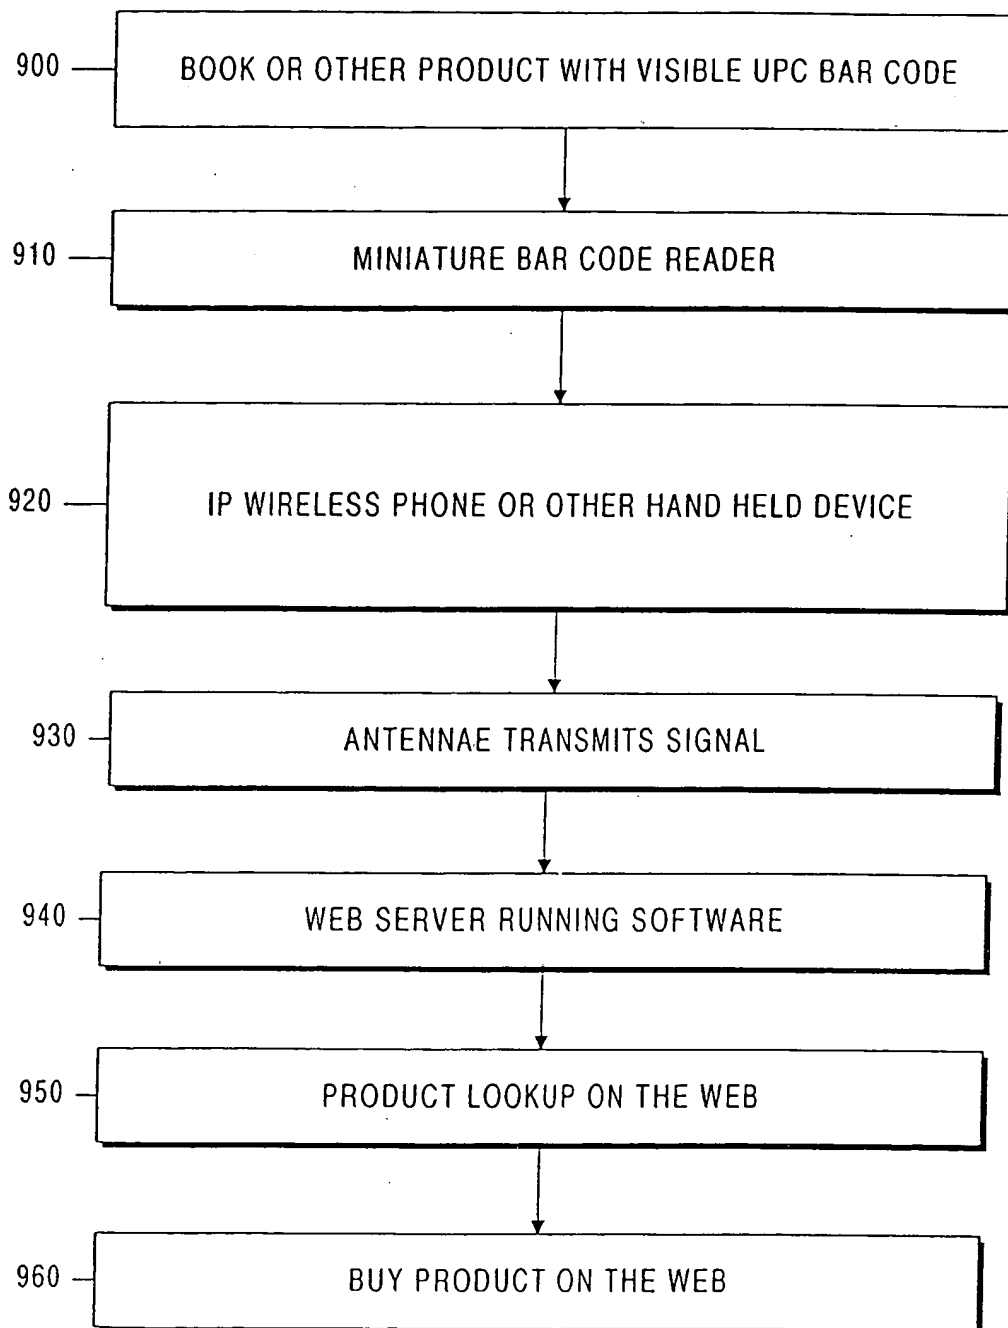 900 BOOK OR OTHER PRODUCT WITH VISIBLE UPC BAR CODE
910 MINIATURE BAR CODE READER
920 IP WIRELESS PHONE OR OTHER HAND HELD DEVICE
930 ANTENNAE TRANSMITS SIGNAL
940 WEB SERVER RUNNING SOFTWARE
950 PRODUCT LOOKUP ON THE WEB
960 BUY PRODUCT ON THE WEB